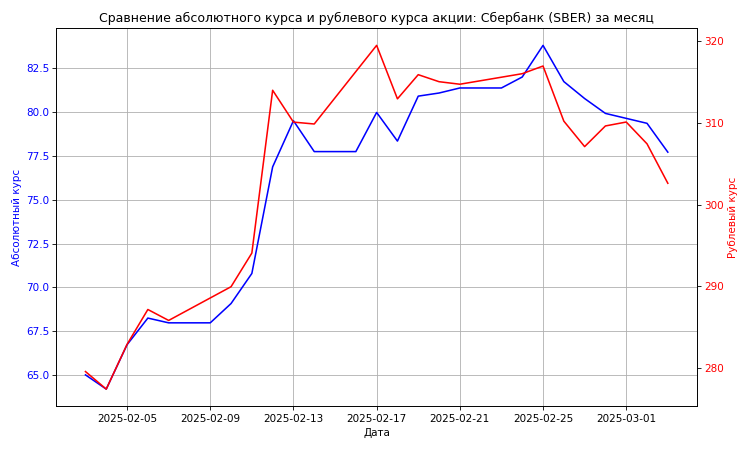 Сравнение абсолютного курса и рублевого курса акции: Сбербанк (SBER) за месяц
Абсолютный курс
82.5
80.0
77.5
75.0
72.5
70.0
67.5
65.0
320
310
300
290
280
Рублевый курс
2025-02-05 2025-02-09 2025-02-13 2025-02-17 2025-02-21 2025-02-25 2025-03-01
Дата